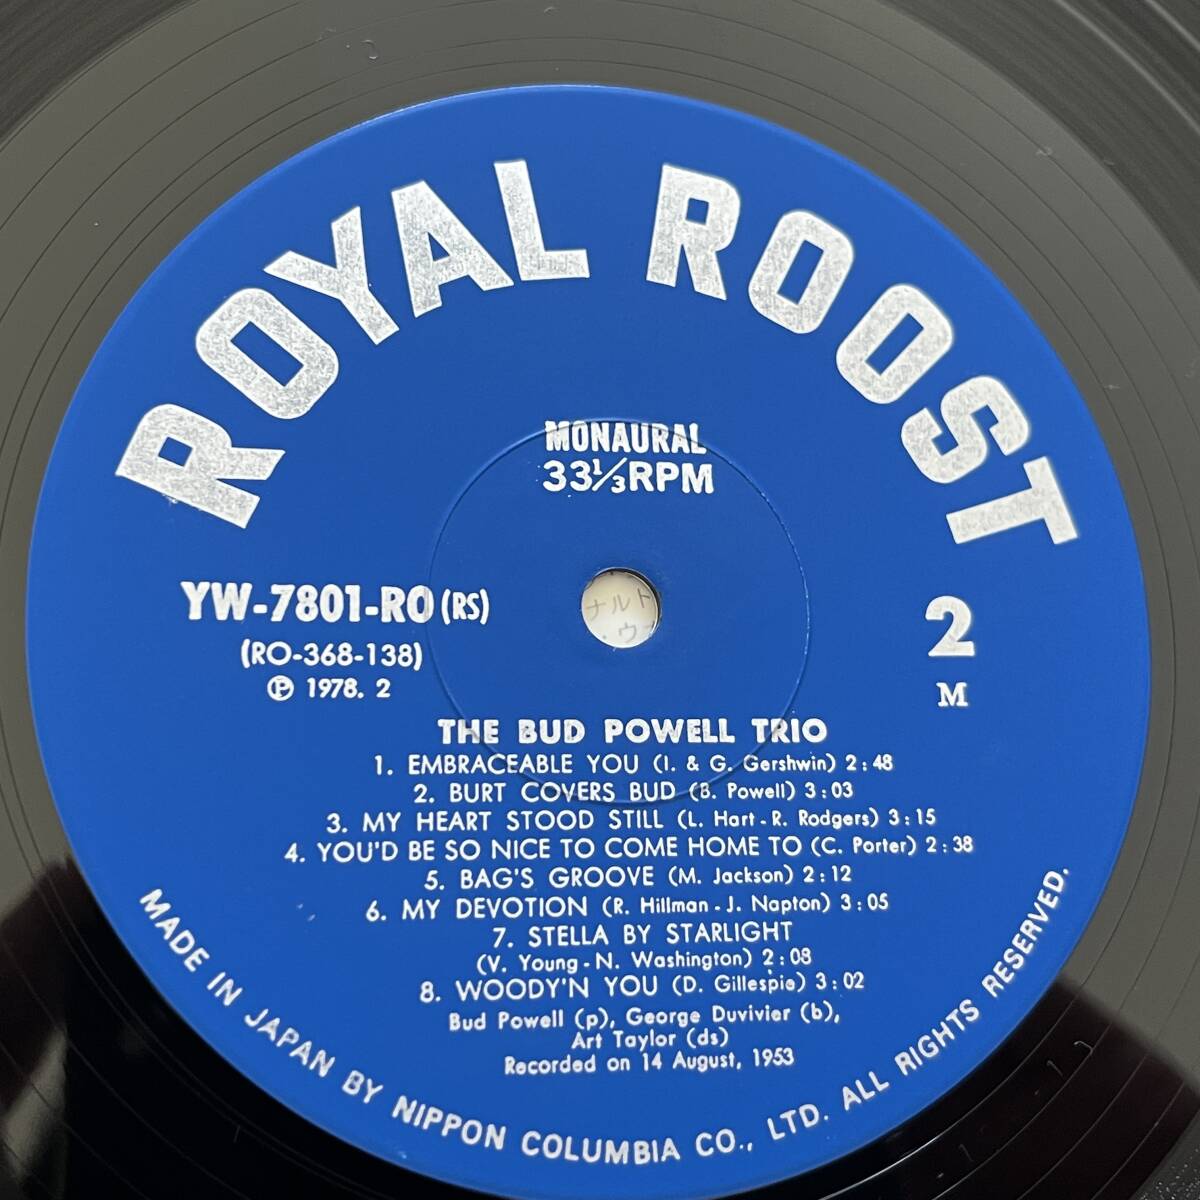 ROYAL ROOST
MONAURAL
33 1/3 RPM
YW-7801-RO (RS)
(RO-368-138)
Ⓟ 1978. 2
2
M
ナルト
・ウ
THE BUD POWELL TRIO
1. EMBRACEABLE YOU (I. & G. Gershwin) 2:48
2. BURT COVERS BUD (B. Powell) 3:03
3. MY HEART STOOD STILL (L. Hart-R. Rodgers) 3:15
4. YOU'D BE SO NICE TO COME HOME TO (C. Porter) 2:38
5. BAG'S GROOVE (M. Jackson) 2:12
6. MY DEVOTION (R. Hillman-J. Napton) 3:05
7. STELLA BY STARLIGHT
(V. Young-N. Washington) 2:08
8. WOODY'N YOU (D. Gillespie) 3:02
Bud Powell (p), George Duvivier (b),
Art Taylor (ds)
Recorded on 14 August, 1953
MADE IN JAPAN BY NIPPON COLUMBIA CO., LTD. ALL RIGHTS RESERVED.